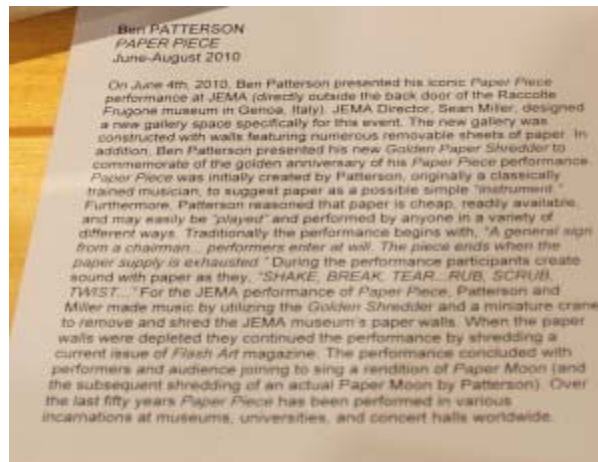 Ben PATTERSON
PAPER PIECE
June-August 2010
On June 4th, 2010, Ben Patterson presented his iconic Paper Piece
performance at JEMA (directly outside the back door of the Raccolte
Frugone museum in Genoa, Italy). JEMA Director, Sean Miller, designed
a new gallery space specifically for this event. The new gallery was
constructed with walls featuring numerous removable sheets of paper. In
addition, Ben Patterson presented his new Golden Paper Shredder to
commemorate of the golden anniversary of his Paper Piece performance.
Paper Piece was initially created by Patterson, originally a classically
trained musician, to suggest paper as a possible simple "instrument."
Furthermore, Patterson reasoned that paper is cheap, readily available,
and may easily be "played" and performed by anyone in a variety of
different ways. Traditionally the performance begins with, "A general sign
from a chairman... performers enter at will. The piece ends when the
paper supply is exhausted." During the performance participants create
sound with paper as they, "SHAKE, BREAK, TEAR...RUB, SCRUB,
TWIST..." For the JEMA performance of Paper Piece, Patterson and
Miller made music by utilizing the Golden Shredder and a miniature crane
to remove and shred the JEMA museum's paper walls. When the paper
walls were depleted they continued the performance by shredding a
current issue of Flash Art magazine. The performance concluded with
performers and audience joining to sing a rendition of Paper Moon (and
the subsequent shredding of an actual Paper Moon by Patterson). Over
the last fifty years Paper Piece has been performed in various
incarnations at museums, universities, and concert halls worldwide.